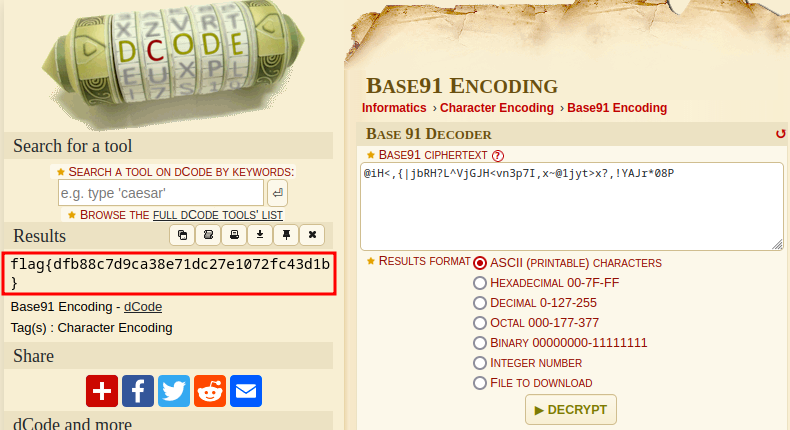 X Z V R T
D C O D E
E U X P L
Search for a tool
★ Search a tool on dCode by keywords:
e.g. type 'caesar'
★ Browse the full dCode tools' list
Results
flag{dfb88c7d9ca38e71dc27e1072fc43d1b
}
Base91 Encoding - dCode
Tag(s) : Character Encoding
Share
dCode and more
Base91 Encoding
Informatics › Character Encoding › Base91 Encoding
Base 91 Decoder
★ Base91 ciphertext ?
@iH<,{|jbRH?L^VjGJH<vn3p7I,x~@1jyt>x?,!YAJr*08P
★ Results format
ASCII (printable) characters
Hexadecimal 00-7F-FF
Decimal 0-127-255
Octal 000-177-377
Binary 00000000-11111111
Integer number
File to download
▶ DECRYPT